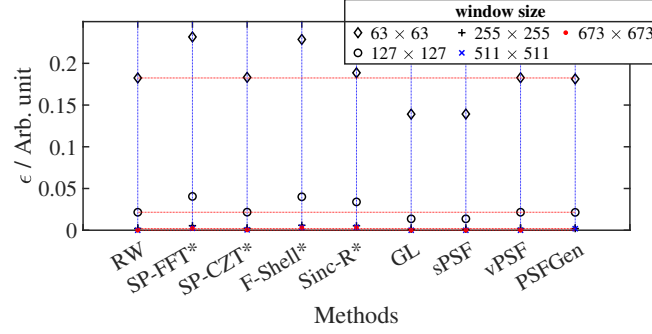 window size
63 × 63
255 × 255
673 × 673
127 × 127
511 × 511
0.2
0.15
0.1
0.05
0
ϵ / Arb. unit
RW
SP-FFT*
SP-CZT*
F-Shell*
Sinc-R*
GL
sPSF
vPSF
PSFGen
Methods